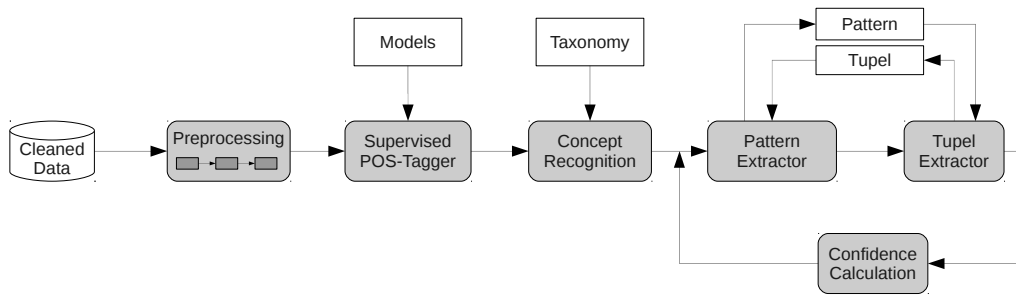 Models
Taxonomy
Pattern
Tupel
Cleaned
Data
Preprocessing
Supervised
POS-Tagger
Concept
Recognition
Pattern
Extractor
Tupel
Extractor
Confidence
Calculation